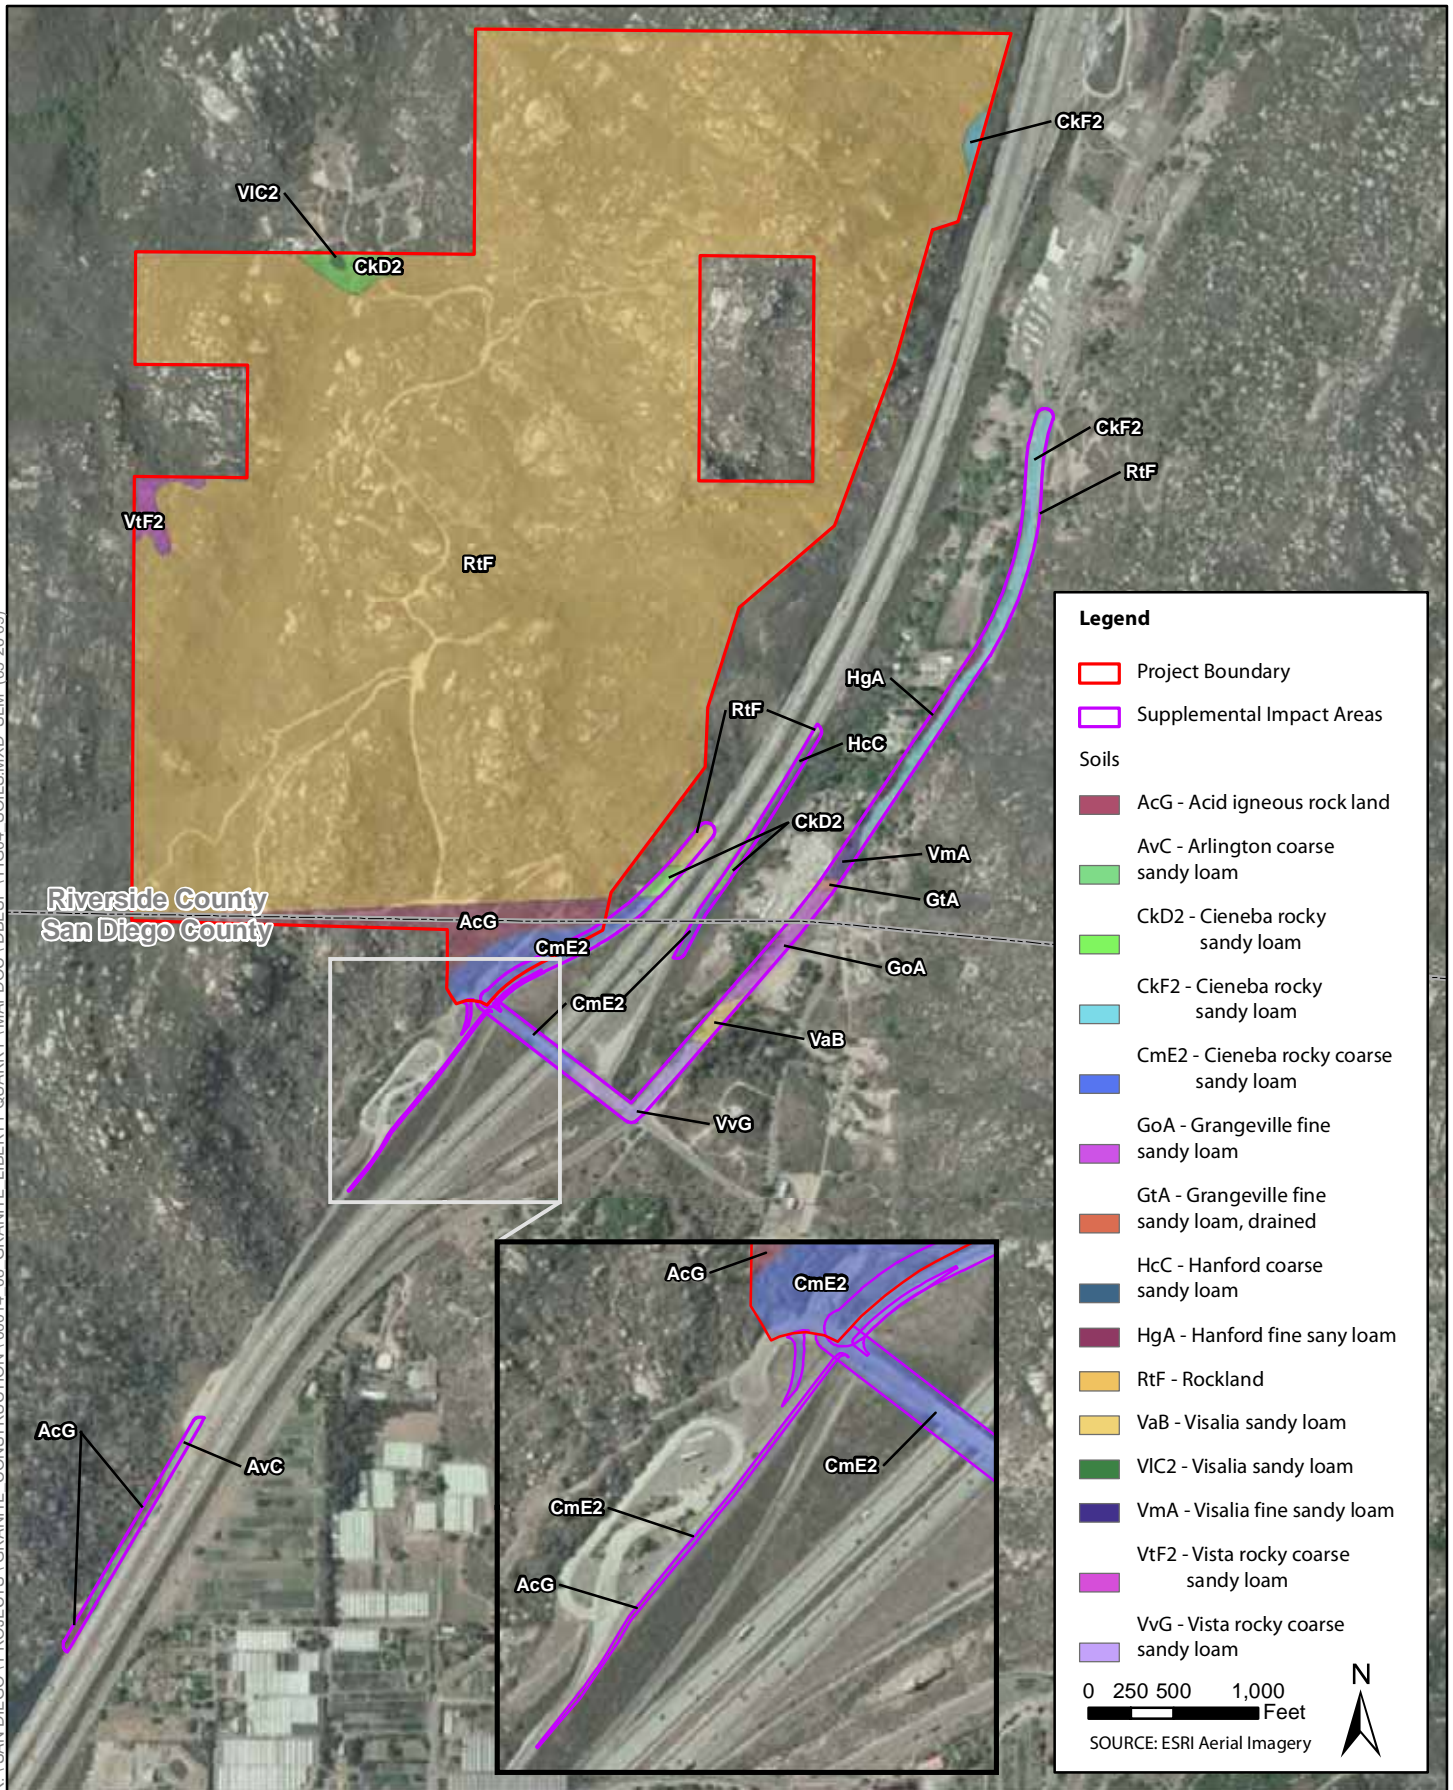 CkF2
VlC2
CkD2
CkF2
RtF
VtF2
RtF
HgA
RtF
HcC
CkD2
VmA
GtA
Riverside County
San Diego County
AcG
CmE2
GoA
CmE2
VaB
VvG
AcG
CmE2
AcG
AvC
CmE2
CmE2
AcG
Legend
Project Boundary
Supplemental Impact Areas
Soils
AcG - Acid igneous rock land
AvC - Arlington coarse
sandy loam
CkD2 - Cieneba rocky
sandy loam
CkF2 - Cieneba rocky
sandy loam
CmE2 - Cieneba rocky coarse
sandy loam
GoA - Grangeville fine
sandy loam
GtA - Grangeville fine
sandy loam, drained
HcC - Hanford coarse
sandy loam
HgA - Hanford fine sany loam
RtF - Rockland
VaB - Visalia sandy loam
VlC2 - Visalia sandy loam
VmA - Visalia fine sandy loam
VtF2 - Vista rocky coarse
sandy loam
VvG - Vista rocky coarse
sandy loam
N
0 250 500 1,000
Feet
SOURCE: ESRI Aerial Imagery